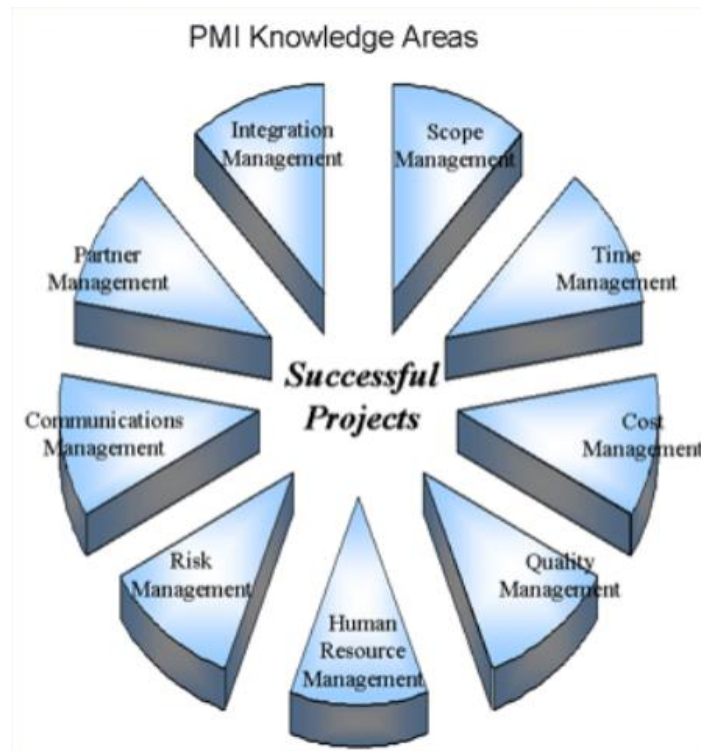 PMI Knowledge Areas
Integration
Management
Scope
Management
Partner
Management
Time
Management
Successful
Projects
Communications
Management
Cost
Management
Risk
Management
Quality
Management
Human
Resource
Management